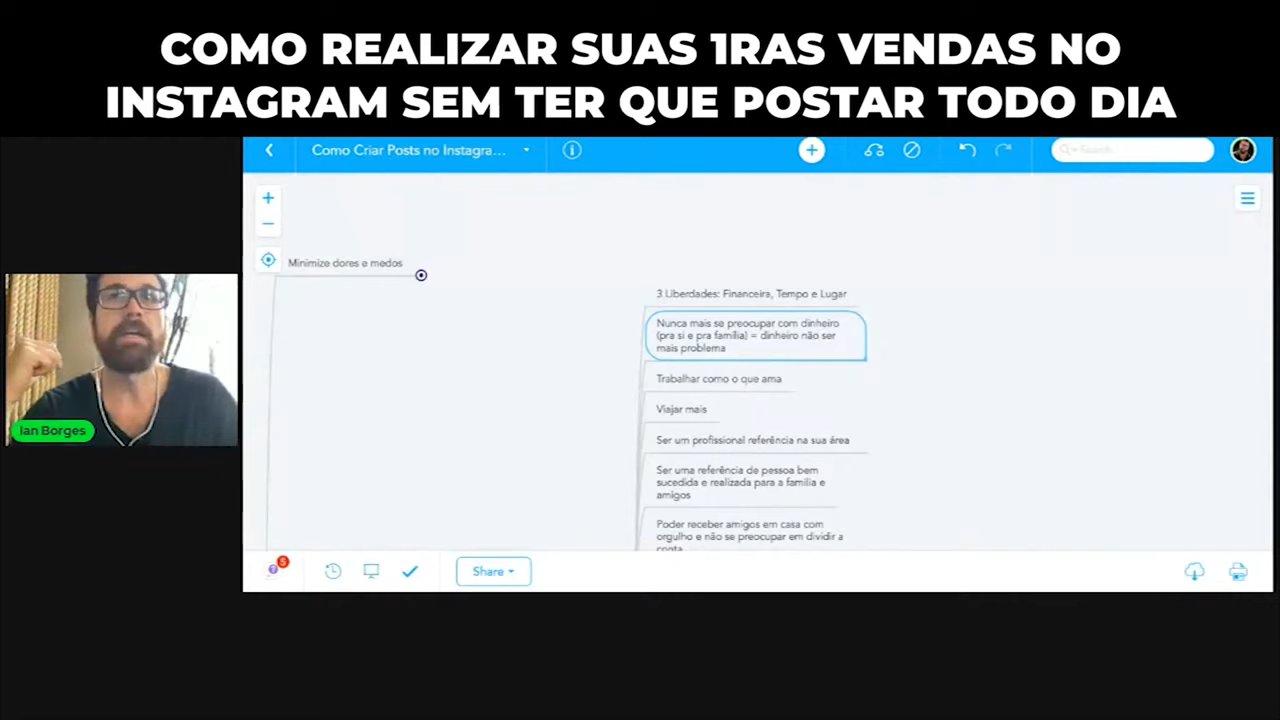 COMO REALIZAR SUAS 1RAS VENDAS NO
INSTAGRAM SEM TER QUE POSTAR TODO DIA
Como Criar Posts no Instagra...
Search
Minimize dores e medos
3 Liberdades: Financeira, Tempo e Lugar
Nunca mais se preocupar com dinheiro
(pra si e pra família) = dinheiro não ser
mais problema
Trabalhar como o que ama
Viajar mais
Ser um profissional referência na sua área
Ser uma referência de pessoa bem
sucedida e realizada para a familia e
amigos
Poder receber amigos em casa com
orgulho e não se preocupar em dividir a
conta
Ian Borges
5
Share